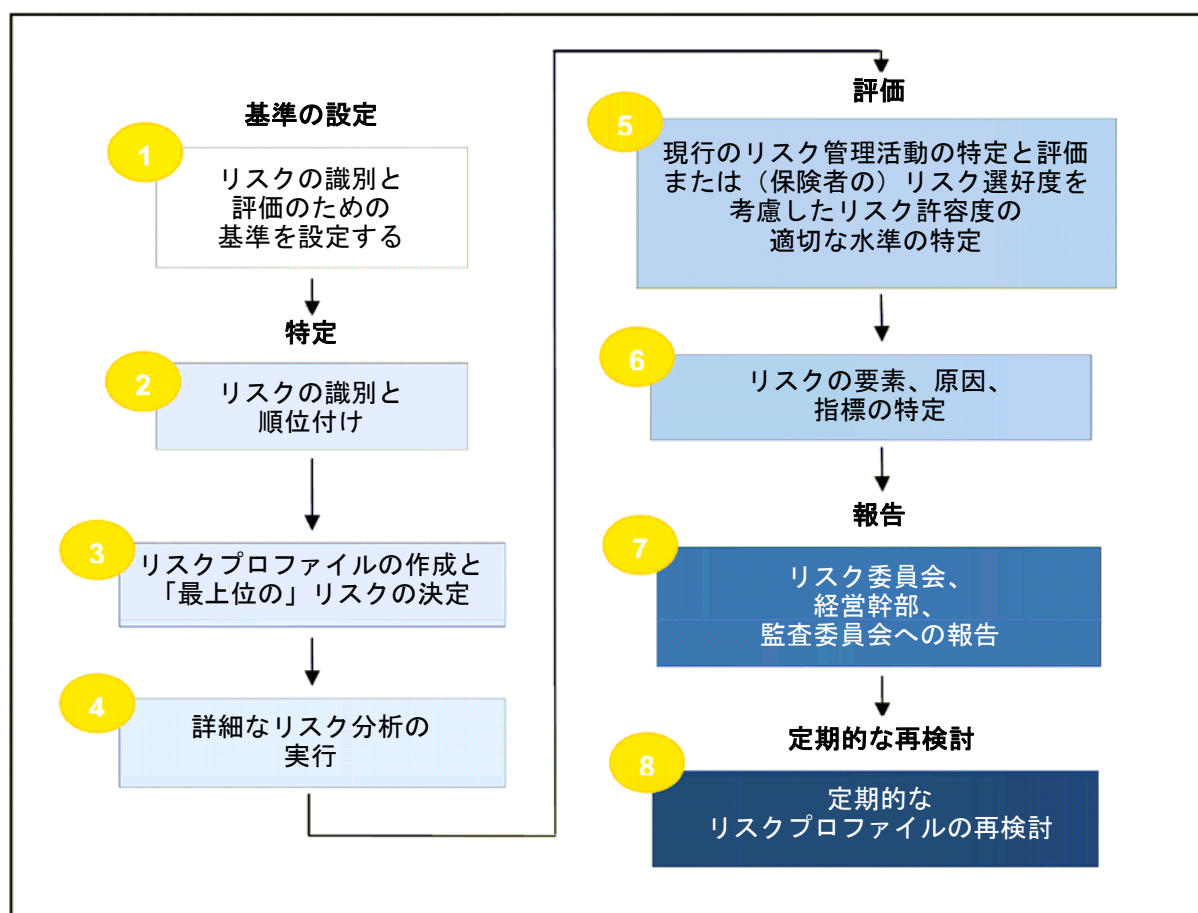 基準の設定
1
リスクの識別と
評価のための
基準を設定する
特定
2
リスクの識別と
順位付け
3
リスクプロファイルの作成と
「最上位の」リスクの決定
4
詳細なリスク分析の
実行
評価
5
現行のリスク管理活動の特定と評価
または（保険者の）リスク選好度を
考慮したリスク許容度の
適切な水準の特定
6
リスクの要素、原因、
指標の特定
報告
7
リスク委員会、
経営幹部、
監査委員会への報告
定期的な再検討
8
定期的な
リスクプロファイルの再検討